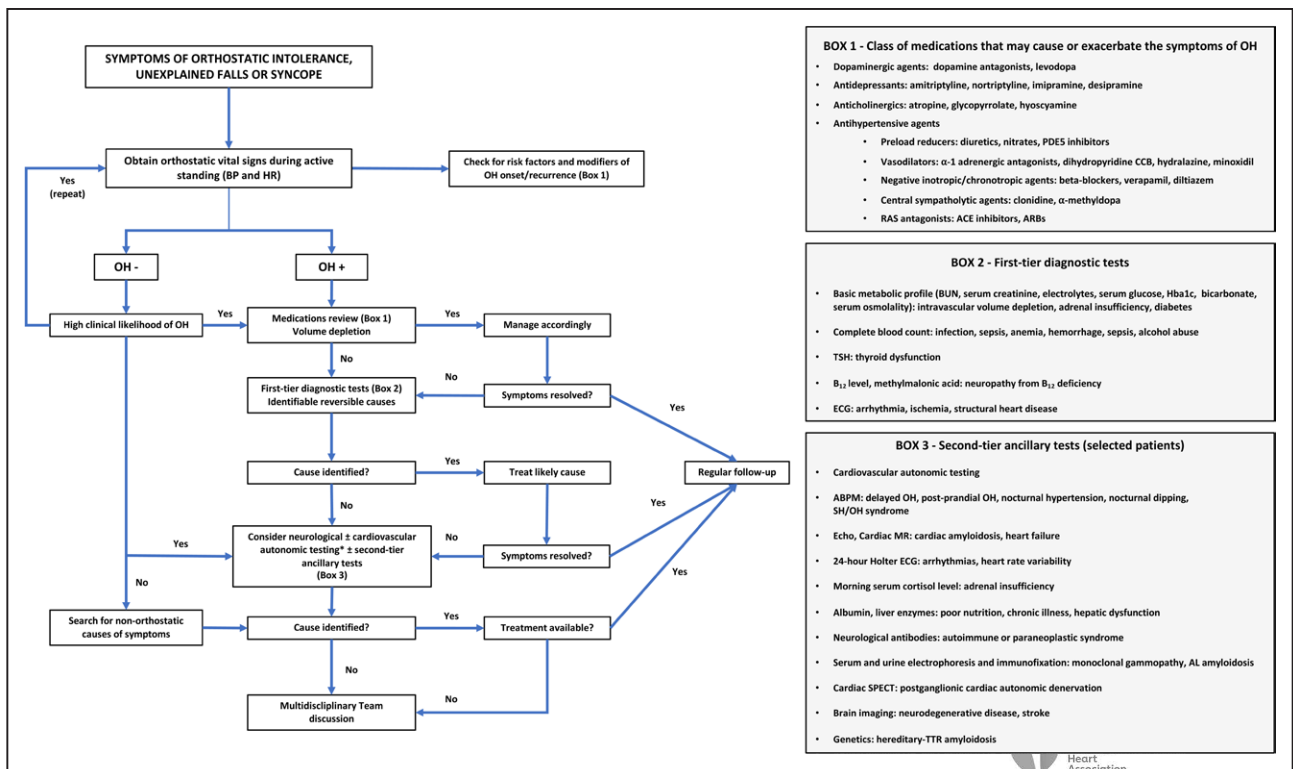 SYMPTOMS OF ORTHOSTATIC INTOLERANCE,
UNEXPLAINED FALLS OR SYNCOPE
Obtain orthostatic vital signs during active
standing (BP and HR)
Check for risk factors and modifiers of
OH onset/recurrence (Box 1)
Yes
(repeat)
OH -
OH +
High clinical likelihood of OH
Yes
Medications review (Box 1)
Volume depletion
Yes
Manage accordingly
No
First-tier diagnostic tests (Box 2)
Identifiable reversible causes
No
Symptoms resolved?
Yes
Cause identified?
Yes
Treat likely cause
Regular follow-up
No
Yes
Consider neurological ± cardiovascular
autonomic testing* ± second-tier
ancillary tests
(Box 3)
Yes
No
Symptoms resolved?
Yes
No
Search for non-orthostatic
causes of symptoms
Cause identified?
Yes
Treatment available?
No
No
Multidisclipinary Team
discussion
BOX 1 - Class of medications that may cause or exacerbate the symptoms of OH
• Dopaminergic agents: dopamine antagonists, levodopa
• Antidepressants: amitriptyline, nortriptyline, imipramine, desipramine
• Anticholinergics: atropine, glycopyrrolate, hyoscyamine
• Antihypertensive agents
• Preload reducers: diuretics, nitrates, PDE5 inhibitors
• Vasodilators: α-1 adrenergic antagonists, dihydropyridine CCB, hydralazine, minoxidil
• Negative inotropic/chronotropic agents: beta-blockers, verapamil, diltiazem
• Central sympatholytic agents: clonidine, α-methyldopa
• RAS antagonists: ACE inhibitors, ARBs
BOX 2 - First-tier diagnostic tests
• Basic metabolic profile (BUN, serum creatinine, electrolytes, serum glucose, Hba1c, bicarbonate,
serum osmolality): intravascular volume depletion, adrenal insufficiency, diabetes
• Complete blood count: infection, sepsis, anemia, hemorrhage, sepsis, alcohol abuse
• TSH: thyroid dysfunction
• B₁₂ level, methylmalonic acid: neuropathy from B₁₂ deficiency
• ECG: arrhythmia, ischemia, structural heart disease
BOX 3 - Second-tier ancillary tests (selected patients)
• Cardiovascular autonomic testing
• ABPM: delayed OH, post-prandial OH, nocturnal hypertension, nocturnal dipping,
SH/OH syndrome
• Echo, Cardiac MR: cardiac amyloidosis, heart failure
• 24-hour Holter ECG: arrhythmias, heart rate variability
• Morning serum cortisol level: adrenal insufficiency
• Albumin, liver enzymes: poor nutrition, chronic illness, hepatic dysfunction
• Neurological antibodies: autoimmune or paraneoplastic syndrome
• Serum and urine electrophoresis and immunofixation: monoclonal gammopathy, AL amyloidosis
• Cardiac SPECT: postganglionic cardiac autonomic denervation
• Brain imaging: neurodegenerative disease, stroke
• Genetics: hereditary-TTR amyloidosis
Heart
Association